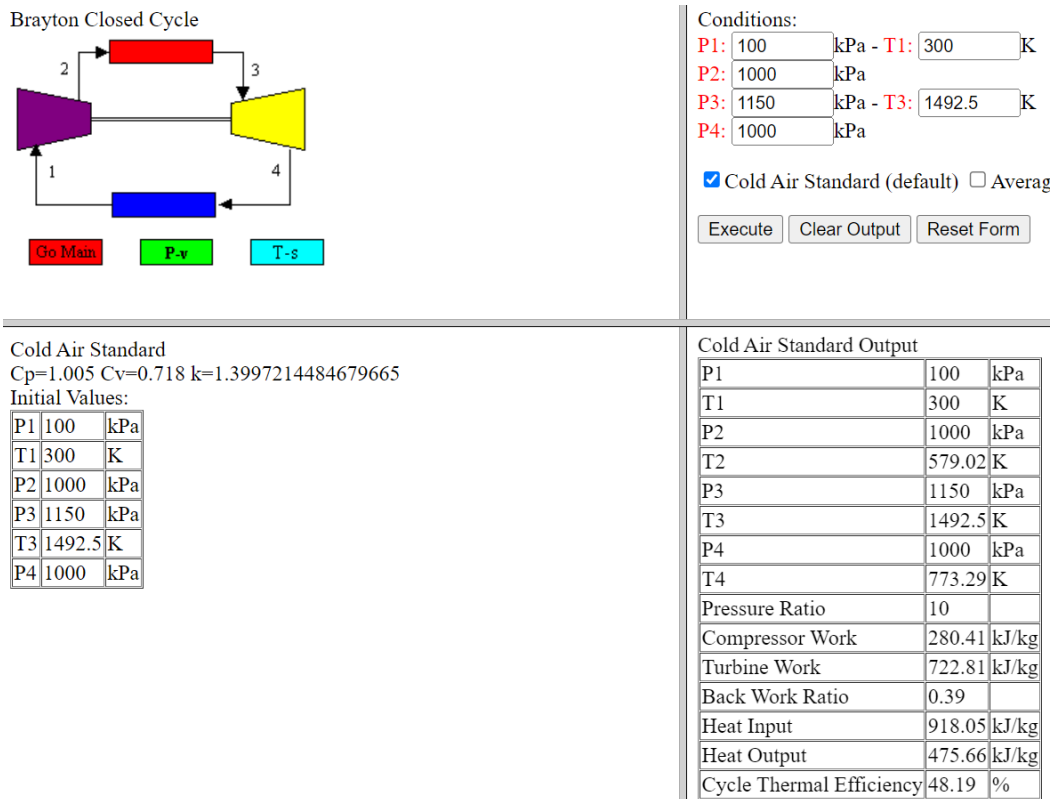 Brayton Closed Cycle
2
3
1
4
Go Main
P-v
T-s
Conditions:
P1: 100 kPa - T1: 300 K
P2: 1000 kPa
P3: 1150 kPa - T3: 1492.5 K
P4: 1000 kPa
Cold Air Standard (default) Averag
Execute Clear Output Reset Form
Cold Air Standard
Cp=1.005 Cv=0.718 k=1.3997214484679665
Initial Values:
P1 100 kPa
T1 300 K
P2 1000 kPa
P3 1150 kPa
T3 1492.5 K
P4 1000 kPa
Cold Air Standard Output
P1 100 kPa
T1 300 K
P2 1000 kPa
T2 579.02 K
P3 1150 kPa
T3 1492.5 K
P4 1000 kPa
T4 773.29 K
Pressure Ratio 10
Compressor Work 280.41 kJ/kg
Turbine Work 722.81 kJ/kg
Back Work Ratio 0.39
Heat Input 918.05 kJ/kg
Heat Output 475.66 kJ/kg
Cycle Thermal Efficiency 48.19 %